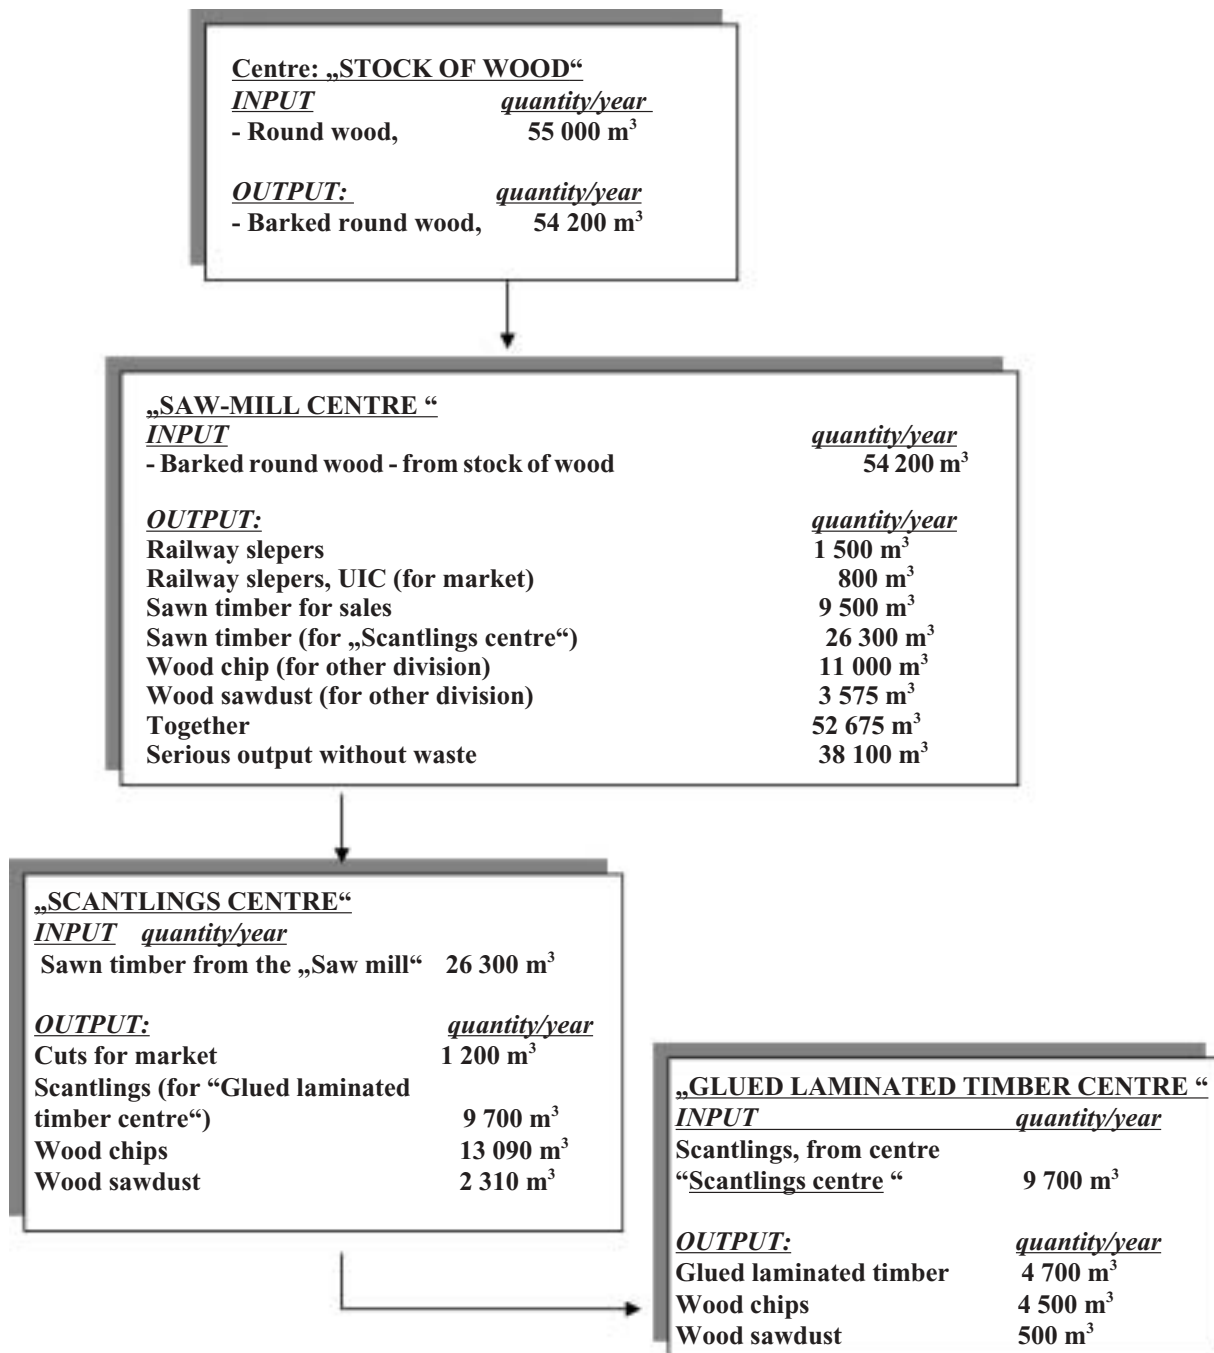 Centre: „STOCK OF WOOD“
INPUT quantity/year
- Round wood, 55 000 m³
OUTPUT: quantity/year
- Barked round wood, 54 200 m³
„SAW-MILL CENTRE “
INPUT quantity/year
- Barked round wood - from stock of wood 54 200 m³
OUTPUT: quantity/year
Railway slepers 1 500 m³
Railway slepers, UIC (for market) 800 m³
Sawn timber for sales 9 500 m³
Sawn timber (for „Scantlings centre“) 26 300 m³
Wood chip (for other division) 11 000 m³
Wood sawdust (for other division) 3 575 m³
Together 52 675 m³
Serious output without waste 38 100 m³
„SCANTLINGS CENTRE“
INPUT quantity/year
Sawn timber from the „Saw mill“ 26 300 m³
OUTPUT: quantity/year
Cuts for market 1 200 m³
Scantlings (for “Glued laminated
timber centre“) 9 700 m³
Wood chips 13 090 m³
Wood sawdust 2 310 m³
„GLUED LAMINATED TIMBER CENTRE “
INPUT quantity/year
Scantlings, from centre
“Scantlings centre “ 9 700 m³
OUTPUT: quantity/year
Glued laminated timber 4 700 m³
Wood chips 4 500 m³
Wood sawdust 500 m³